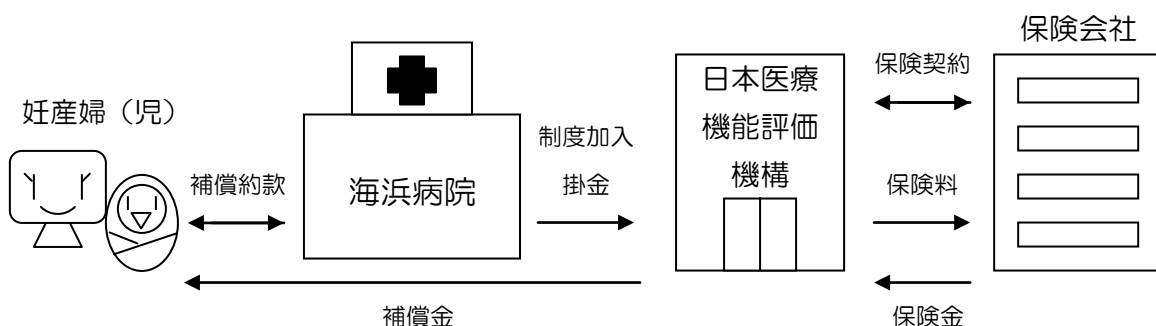 保険会社
妊産婦（児）
補償約款
海浜病院
制度加入
掛金
日本医療
機能評価
機構
保険契約
保険料
補償金
保険金